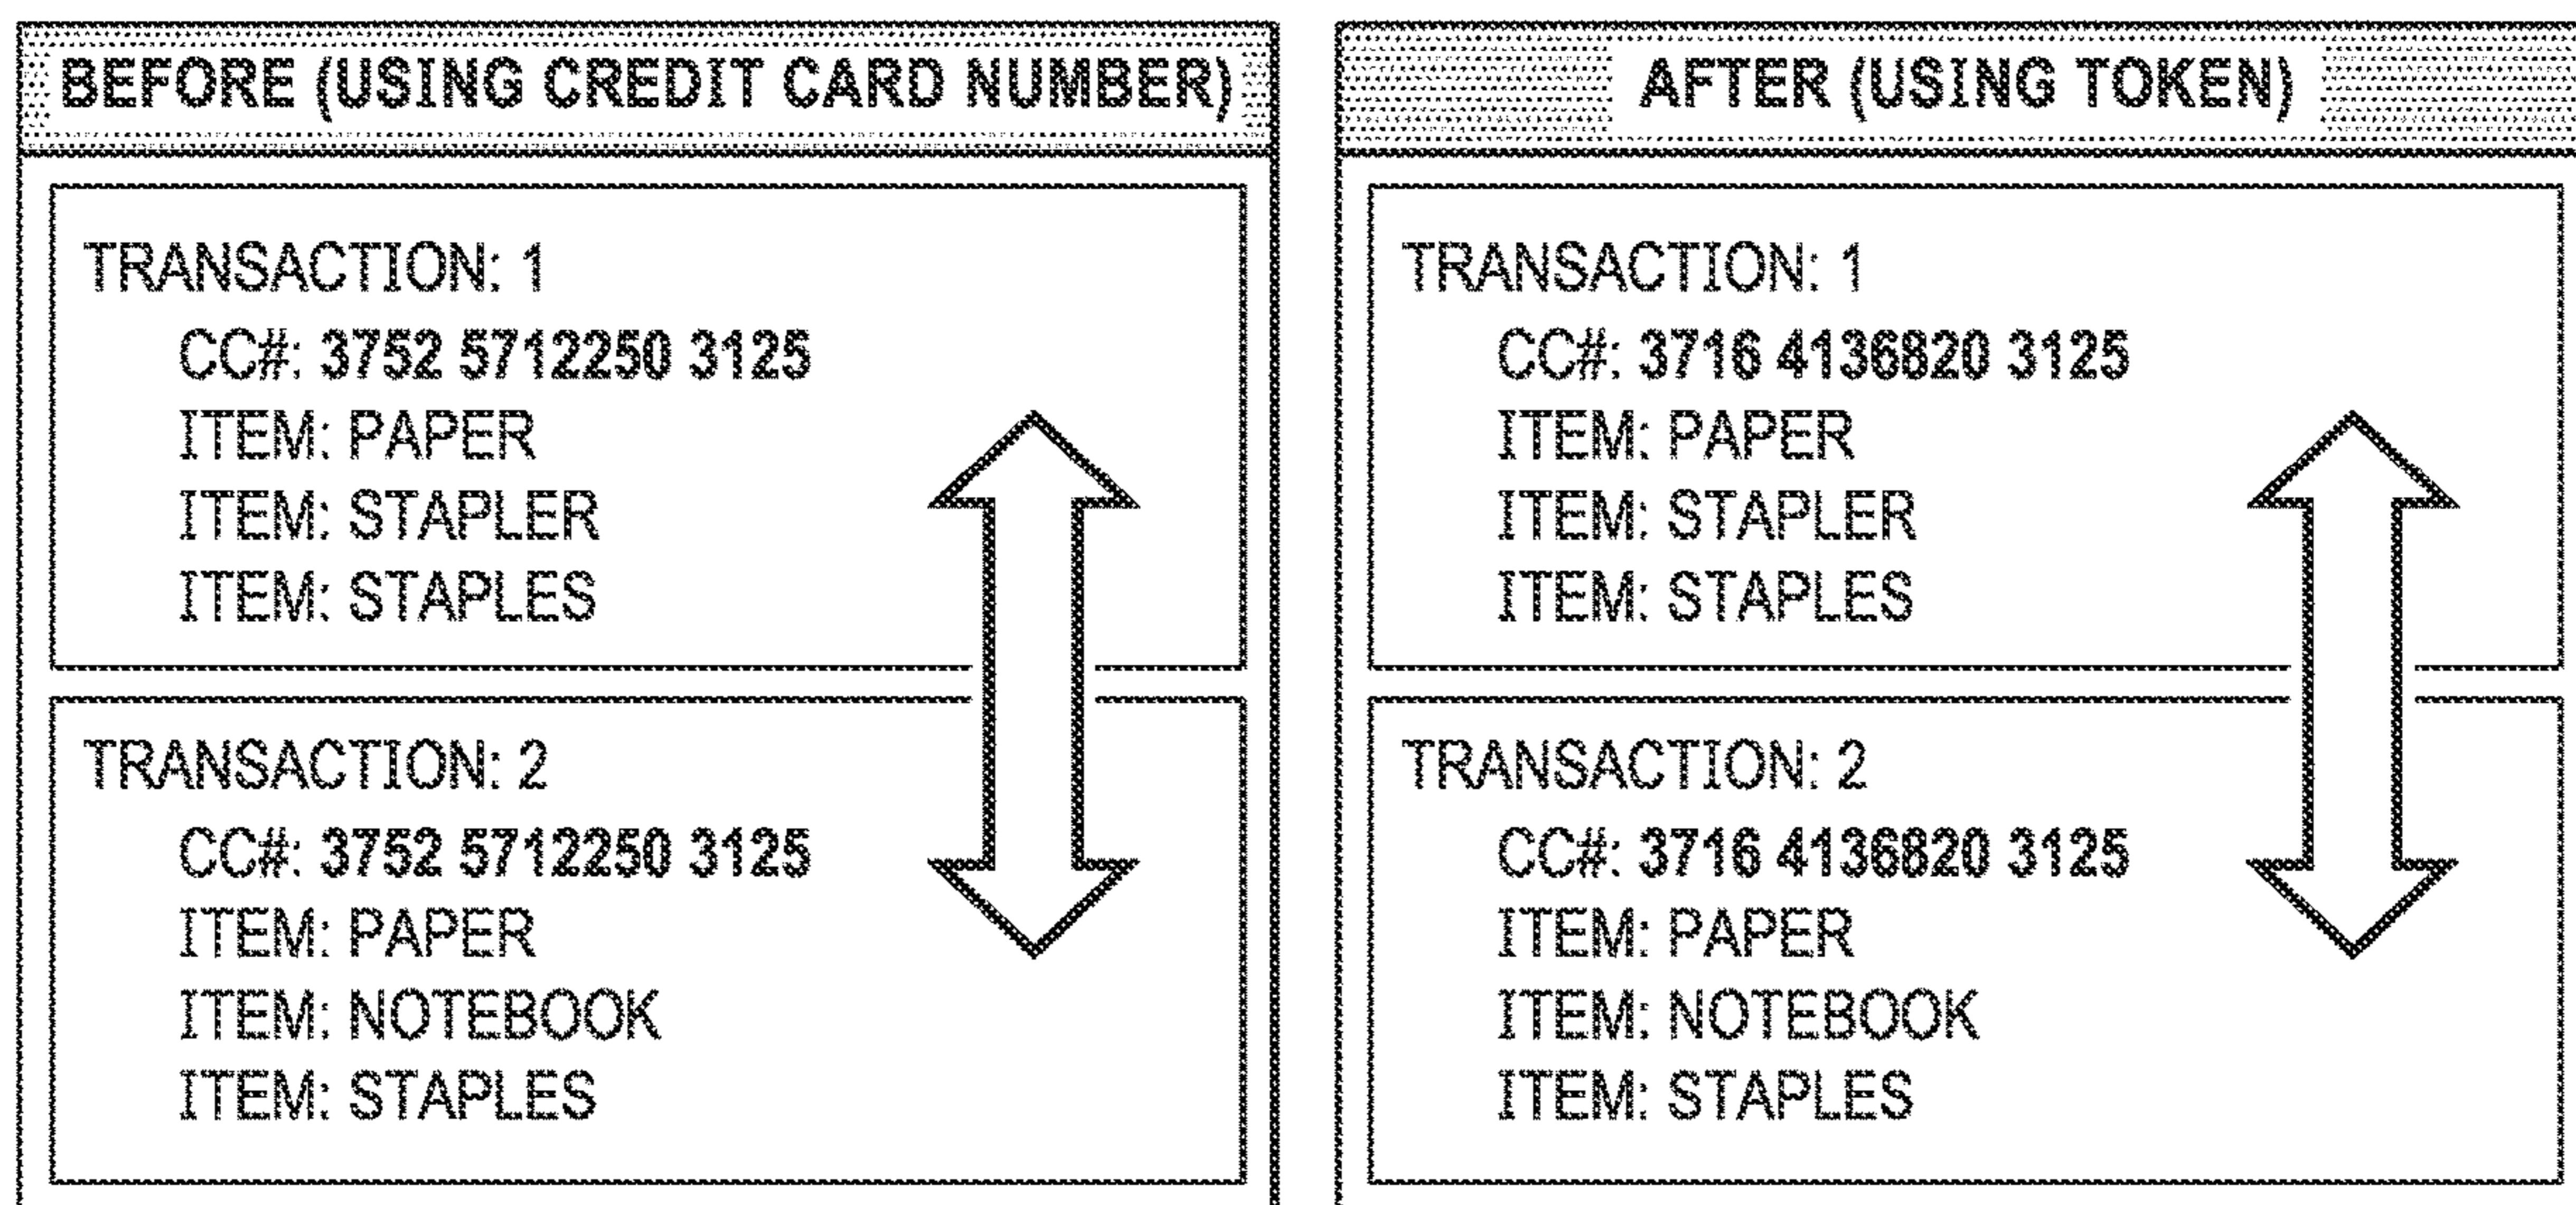 BEFORE (USING CREDIT CARD NUMBER)
TRANSACTION: 1
CC#: 3752 5712250 3125
ITEM: PAPER
ITEM: STAPLER
ITEM: STAPLES
TRANSACTION: 2
CC#: 3752 5712250 3125
ITEM: PAPER
ITEM: NOTEBOOK
ITEM: STAPLES
AFTER (USING TOKEN)
TRANSACTION: 1
CC#: 3716 4136820 3125
ITEM: PAPER
ITEM: STAPLER
ITEM: STAPLES
TRANSACTION: 2
CC#: 3716 4136820 3125
ITEM: PAPER
ITEM: NOTEBOOK
ITEM: STAPLES